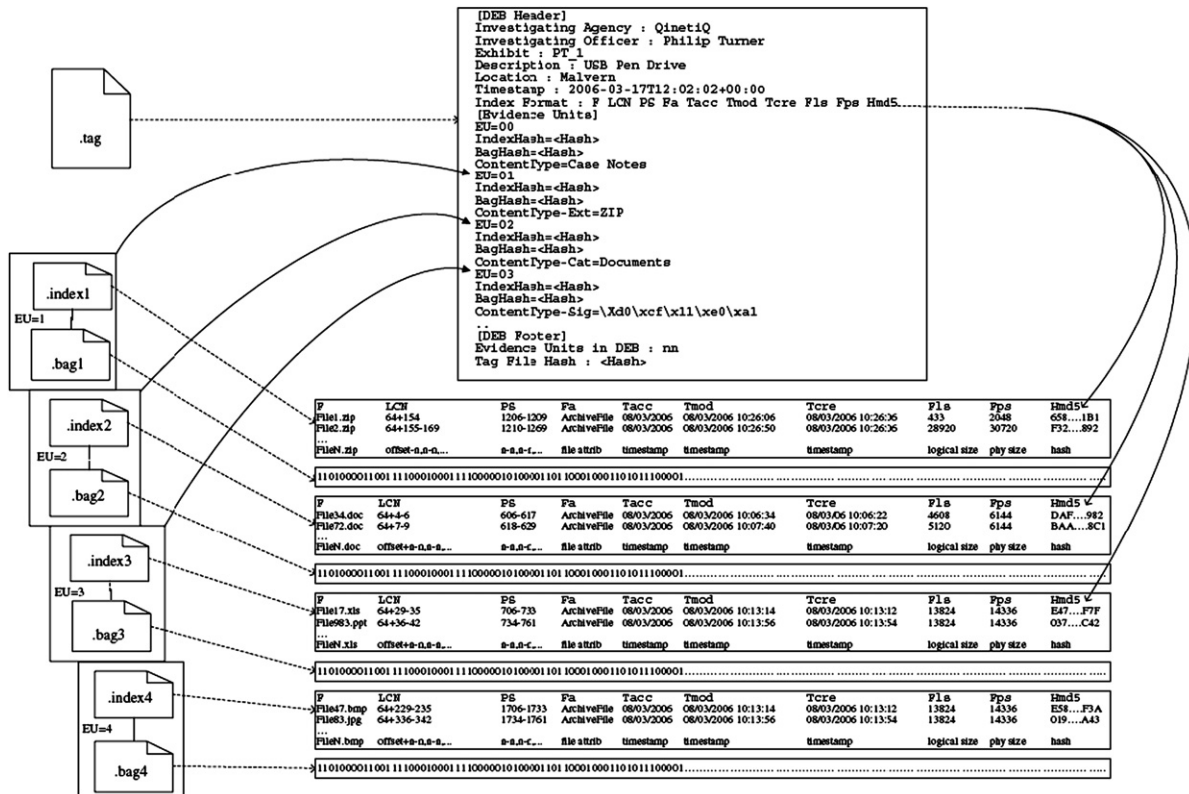 [DEB Header]
Investigating Agency : QinetiQ
Investigating Officer : Philip Turner
Exhibit : PT_1
Description : USB Pen Drive
Location : Malvern
Timestamp : 2006-03-17T12:02:02+00:00
Index Format : F LCN PS Fa Tacc Tmod Tcre Fls Fps Hmd5
[Evidence Units]
EU=00
IndexHash=<Hash>
BagHash=<Hash>
ContentType=Case Notes
EU=01
IndexHash=<Hash>
BagHash=<Hash>
ContentType-Ext=ZIP
EU=02
IndexHash=<Hash>
BagHash=<Hash>
ContentType-Cat=Documents
EU=03
IndexHash=<Hash>
BagHash=<Hash>
ContentType-Sig=\Xd0\xcf\x11\xe0\xa1
..
[DEB Footer]
Evidence Units in DEB : nn
Tag File Hash : <Hash>
.tag
.index1
EU=1
.bag1
.index2
EU=2
.bag2
.index3
EU=3
.bag3
.index4
EU=4
.bag4
F LCN PS Fa Tacc Tmod Tcre Fls Fps Hmd5
File1.zip 64+154 1206-1209 ArchiveFile 08/03/2006 08/03/2006 10:26:06 08/03/2006 10:26:06 433 2048 658....1B1
File2.zip 64+155-169 1210-1269 ArchiveFile 08/03/2006 08/03/2006 10:26:50 08/03/2006 10:26:06 28920 30720 F32....892
...
FileN.zip offset-n,n-n,... n-n,n-n,... file attrib timestamp timestamp timestamp logical size phy size hash
F LCN PS Fa Tacc Tmod Tcre Fls Fps Hmd5
File34.doc 64+4-6 606-617 ArchiveFile 08/03/2006 08/03/2006 10:06:34 08/03/06 10:06:22 4608 6144 DAF....982
File72.doc 64+7-9 618-629 ArchiveFile 08/03/2006 08/03/2006 10:07:40 08/03/06 10:07:20 5120 6144 BAA....8C1
...
FileN.doc offset+n-n,n-n,... n-n,n-n,... file attrib timestamp timestamp timestamp logical size phy size hash
F LCN PS Fa Tacc Tmod Tcre Fls Fps Hmd5
File17.xls 64+29-35 706-733 ArchiveFile 08/03/2006 08/03/2006 10:13:14 08/03/2006 10:13:12 13824 14336 E47....F7F
File983.ppt 64+36-42 734-761 ArchiveFile 08/03/2006 08/03/2006 10:13:56 08/03/2006 10:13:54 13824 14336 037....C42
...
FileN.xls offset+n-n,n-n,... n-n,n-n,... file attrib timestamp timestamp timestamp logical size phy size hash
F LCN PS Fa Tacc Tmod Tcre Fls Fps Hmd5
File47.bmp 64+229-235 1706-1733 ArchiveFile 08/03/2006 08/03/2006 10:13:14 08/03/2006 10:13:12 13824 14336 E58....F3A
File83.jpg 64+336-342 1734-1761 ArchiveFile 08/03/2006 08/03/2006 10:13:56 08/03/2006 10:13:54 13824 14336 019....A43
...
FileN.bmp offset+n-n,n-n,... n-n,n-n,... file attrib timestamp timestamp timestamp logical size phy size hash